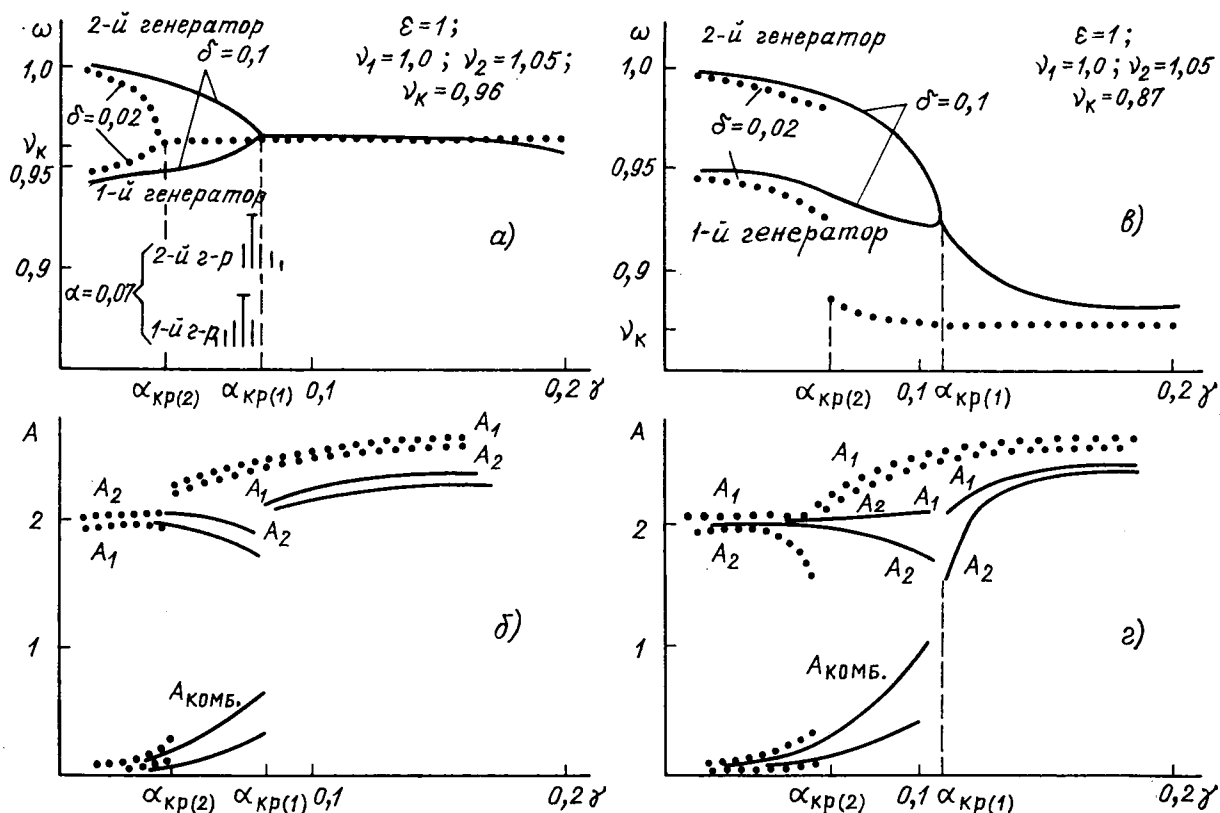 ω
2-й генератор
δ=0,1
ε=1;
ν₁=1,0; ν₂=1,05;
νк=0,96
1,0
δ=0,02
νк
0,95
1-й генератор
а)
0,9
α=0,07
2-й г-р
1-й г-р
αкр(2)
αкр(1)
0,1
0,2 γ
ω
2-й генератор
ε=1;
ν₁=1,0; ν₂=1,05
νк=0,87
1,0
δ=0,1
δ=0,02
0,95
1-й генератор
в)
0,9
νк
αкр(2)
0,1
αкр(1)
0,2 γ
A
A₁
A₂
A₂
A₁
2
A₂
A₁
б)
1
Aкомб.
αкр(2)
αкр(1)
0,1
0,2 γ
A
A₁
A₁
A₂
A₁
A₁
2
A₂
A₂
A₂
г)
1
Aкомб.
αкр(2)
0,1
αкр(1)
0,2 γ